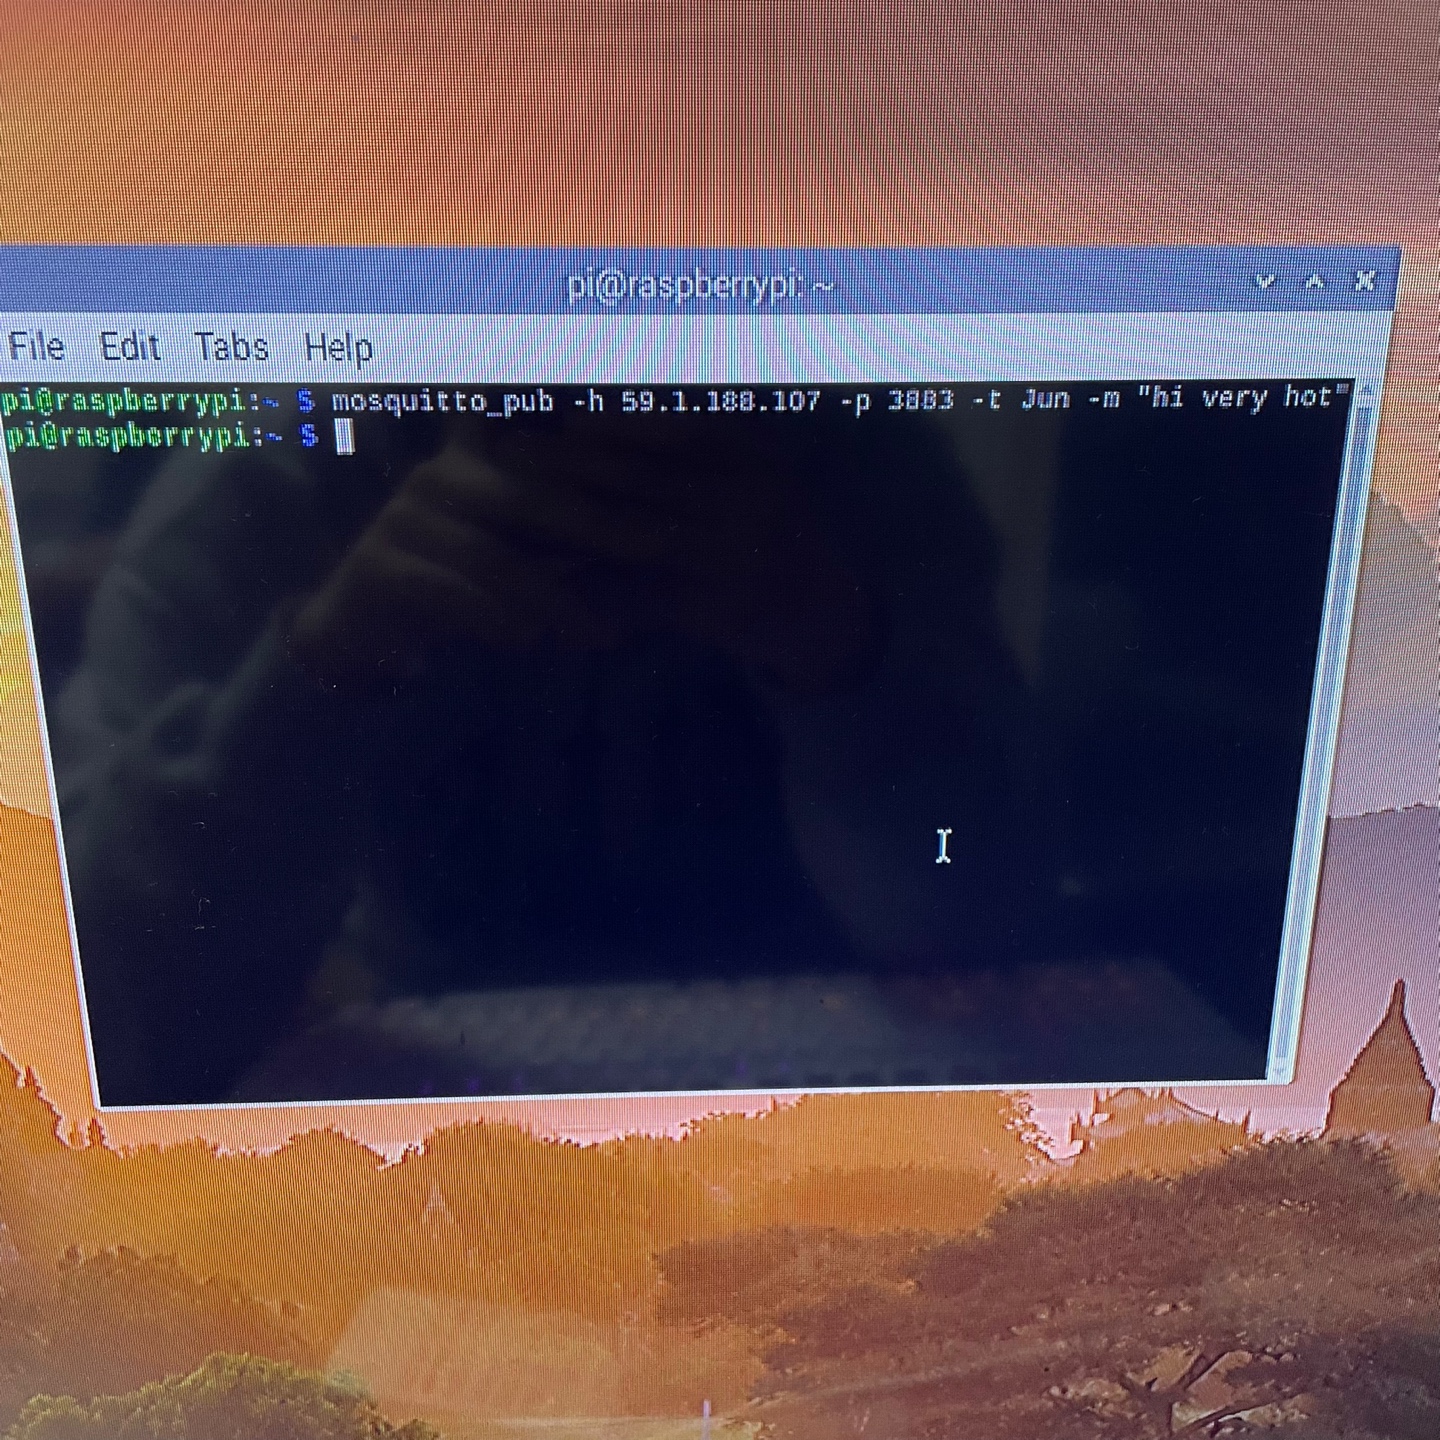 pi@raspberrypi: ~
File Edit Tabs Help
pi@raspberrypi:~ $ mosquitto_pub -h 59.1.188.107 -p 3883 -t Jun -m "hi very hot"
pi@raspberrypi:~ $